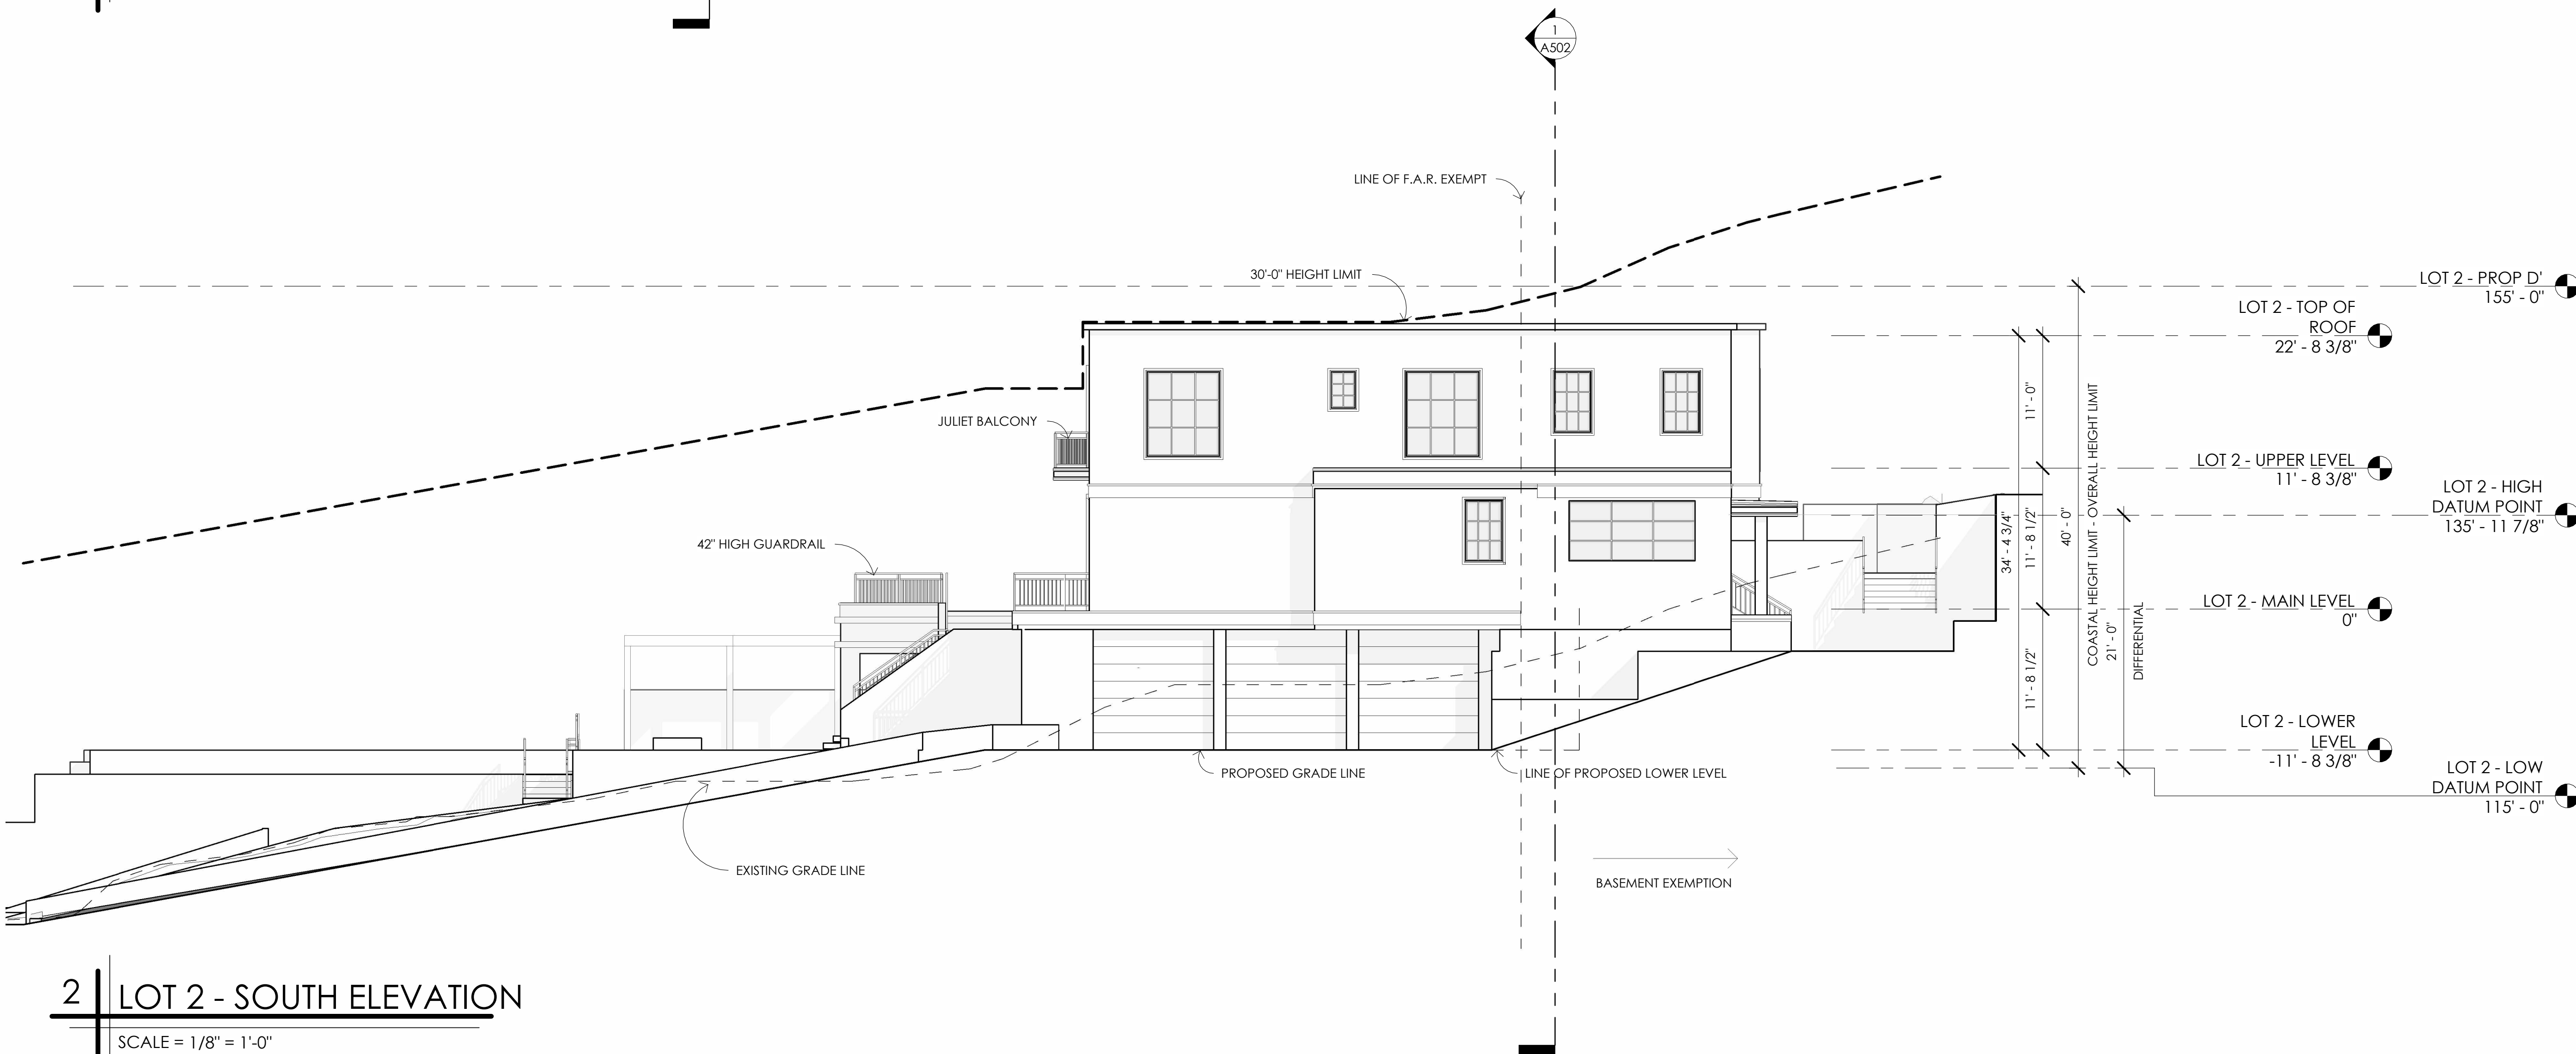 1
A502
LINE OF F.A.R. EXEMPT
30'-0" HEIGHT LIMIT
JULIET BALCONY
42" HIGH GUARDRAIL
LOT 2 - PROP D'
155' - 0"
LOT 2 - TOP OF
ROOF
22' - 8 3/8"
LOT 2 - UPPER LEVEL
11' - 8 3/8"
LOT 2 - HIGH
DATUM POINT
135' - 11 7/8"
LOT 2 - MAIN LEVEL
0"
LOT 2 - LOWER
LEVEL
-11' - 8 3/8"
LOT 2 - LOW
DATUM POINT
115' - 0"
34' - 4 3/4"
11' - 0"
11' - 8 1/2"
11' - 8 1/2"
40' - 0"
COASTAL HEIGHT LIMIT - OVERALL HEIGHT LIMIT
21' - 0"
DIFFERENTIAL
PROPOSED GRADE LINE
LINE OF PROPOSED LOWER LEVEL
EXISTING GRADE LINE
BASEMENT EXEMPTION
2
LOT 2 - SOUTH ELEVATION
SCALE = 1/8" = 1'-0"